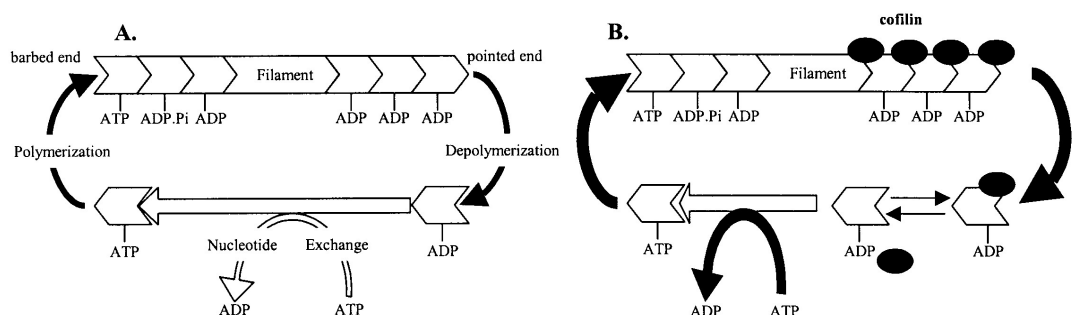 A.
barbed end
pointed end
Filament
ATP ADP.Pi ADP ADP ADP ADP
Polymerization
Depolymerization
ATP
ADP
Nucleotide Exchange
ADP ATP
B.
cofilin
Filament
ATP ADP.Pi ADP ADP ADP ADP
ATP
ADP
ADP
ADP ATP